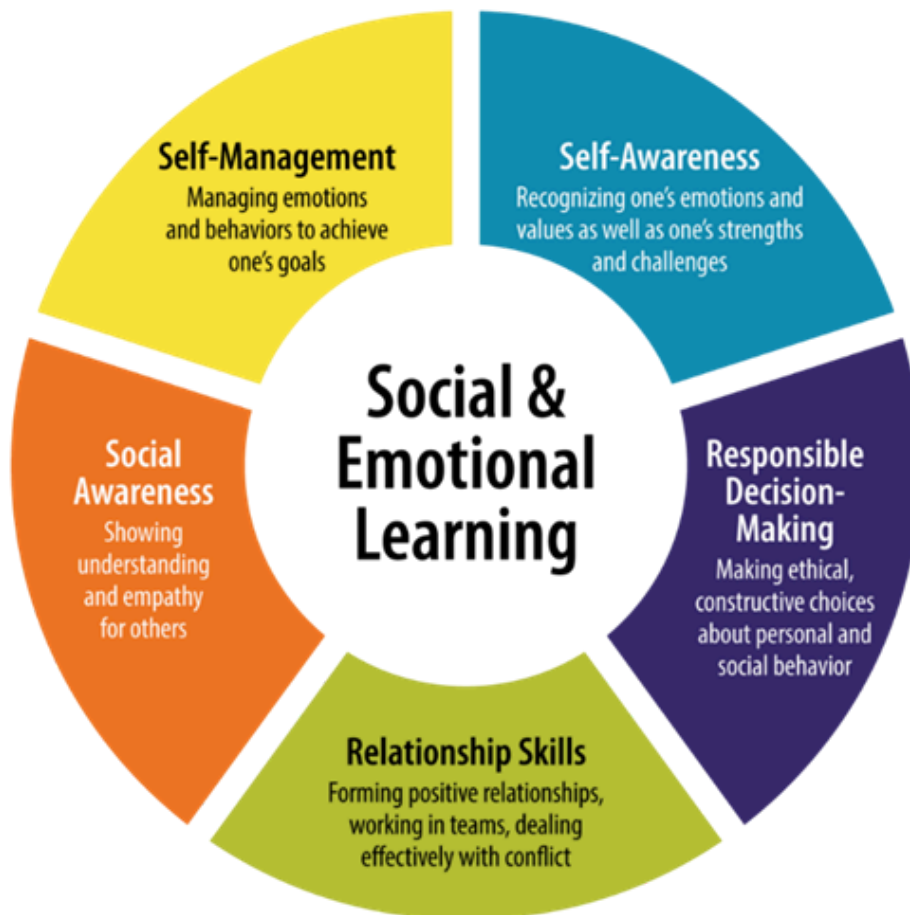 Self-Management
Managing emotions
and behaviors to achieve
one's goals
Self-Awareness
Recognizing one's emotions and
values as well as one's strengths
and challenges
Social &
Emotional
Learning
Social
Awareness
Showing
understanding
and empathy
for others
Responsible
Decision-
Making
Making ethical,
constructive choices
about personal and
social behavior
Relationship Skills
Forming positive relationships,
working in teams, dealing
effectively with conflict